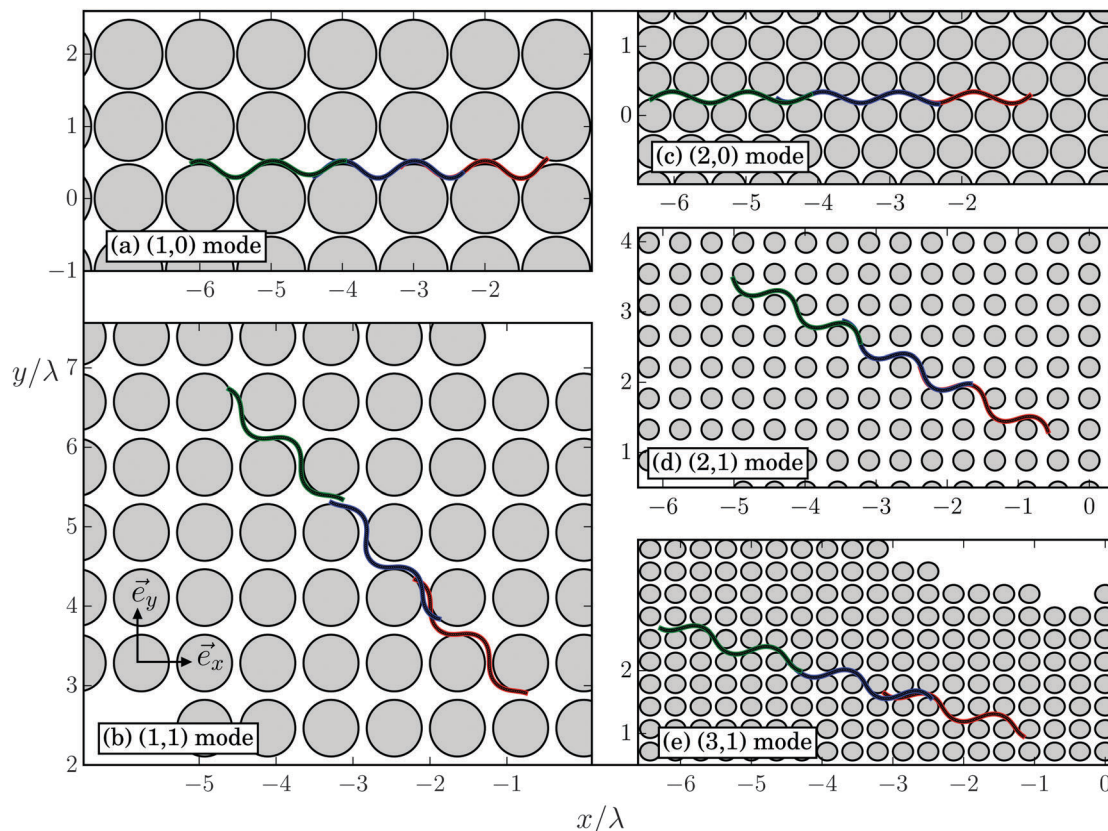 2
1
0
−1
(a) (1,0) mode
−6 −5 −4 −3 −2
1
0
(c) (2,0) mode
−6 −5 −4 −3 −2
4
3
2
1
(d) (2,1) mode
−6 −5 −4 −3 −2 −1 0
y/λ
7
6
5
4
3
2
e⃗y
e⃗x
(b) (1,1) mode
−5 −4 −3 −2 −1
2
1
(e) (3,1) mode
−6 −5 −4 −3 −2 −1 0
x/λ